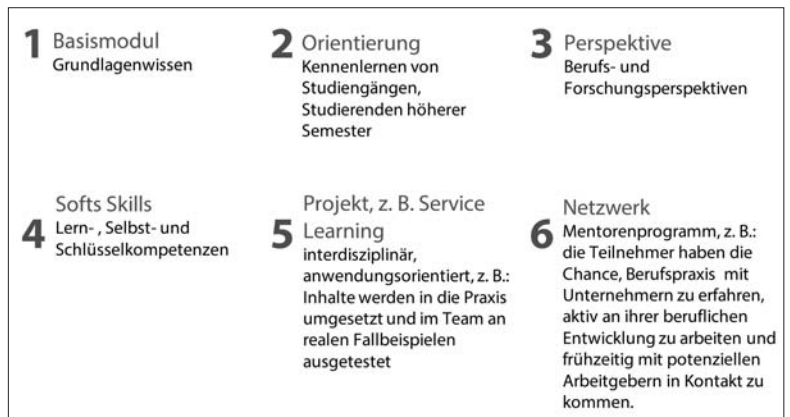 1 Basismodul
Grundlagenwissen
2 Orientierung
Kennenlernen von
Studiengängen,
Studierenden höherer
Semester
3 Perspektive
Berufs- und
Forschungsperspektiven
4 Softs Skills
Lern- , Selbst- und
Schlüsselkompetenzen
5 Projekt, z. B. Service
Learning
interdisziplinär,
anwendungsorientiert, z. B.:
Inhalte werden in die Praxis
umgesetzt und im Team an
realen Fallbeispielen
ausgetestet
6 Netzwerk
Mentorenprogramm, z. B.:
die Teilnehmer haben die
Chance, Berufspraxis mit
Unternehmern zu erfahren,
aktiv an ihrer beruflichen
Entwicklung zu arbeiten und
frühzeitig mit potenziellen
Arbeitgebern in Kontakt zu
kommen.